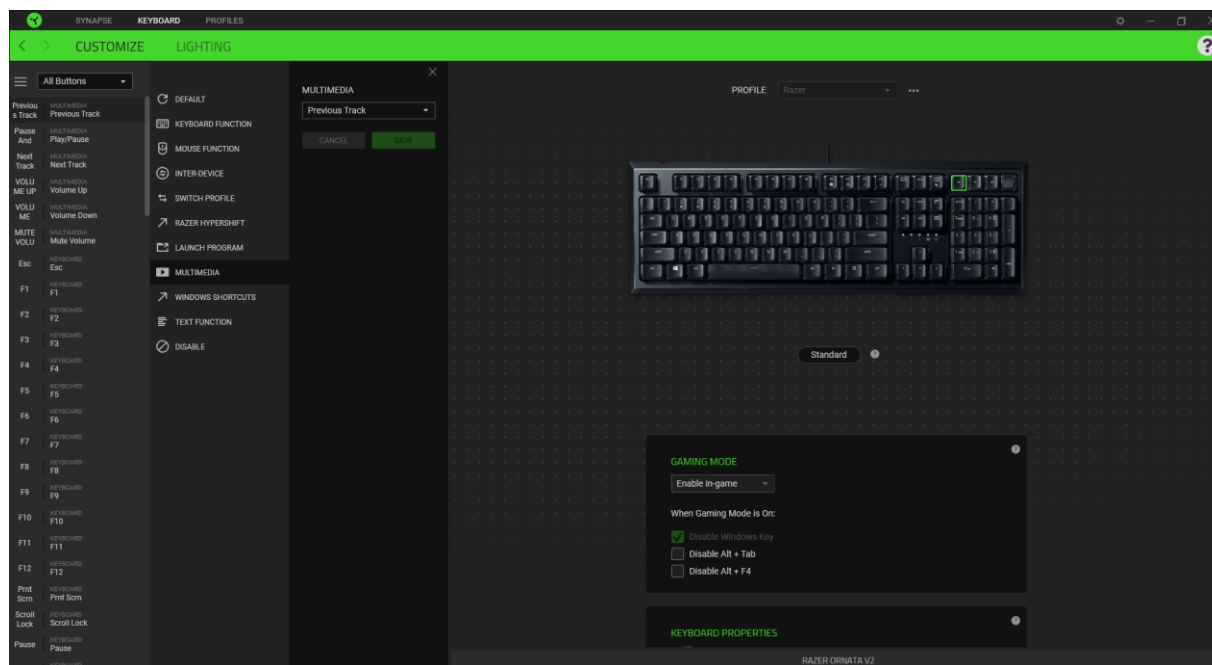 SYNAPSE KEYBOARD PROFILES
CUSTOMIZE LIGHTING
?
All Buttons
Previou
s Track
MULTIMEDIA
Previous Track
Pause
And
MULTIMEDIA
Play/Pause
Next
Track
MULTIMEDIA
Next Track
VOLU
ME UP
MULTIMEDIA
Volume Up
VOLU
ME
MULTIMEDIA
Volume Down
MUTE
VOLU
MULTIMEDIA
Mute Volume
Esc
KEYBOARD
Esc
F1
KEYBOARD
F1
F2
KEYBOARD
F2
F3
KEYBOARD
F3
F4
KEYBOARD
F4
F5
KEYBOARD
F5
F6
KEYBOARD
F6
F7
KEYBOARD
F7
F8
KEYBOARD
F8
F9
KEYBOARD
F9
F10
KEYBOARD
F10
F11
KEYBOARD
F11
F12
KEYBOARD
F12
Prnt
Scrn
KEYBOARD
Prnt Scrn
Scroll
Lock
KEYBOARD
Scroll Lock
Pause
KEYBOARD
Pause
DEFAULT
KEYBOARD FUNCTION
MOUSE FUNCTION
INTER-DEVICE
SWITCH PROFILE
RAZER HYPERSHIFT
LAUNCH PROGRAM
MULTIMEDIA
WINDOWS SHORTCUTS
TEXT FUNCTION
DISABLE
MULTIMEDIA
Previous Track
CANCEL SAVE
PROFILE Razer
Standard ?
GAMING MODE ?
Enable in-game
When Gaming Mode is On:
Disable Windows Key
Disable Alt + Tab
Disable Alt + F4
KEYBOARD PROPERTIES ?
RAZER ORNATA V2